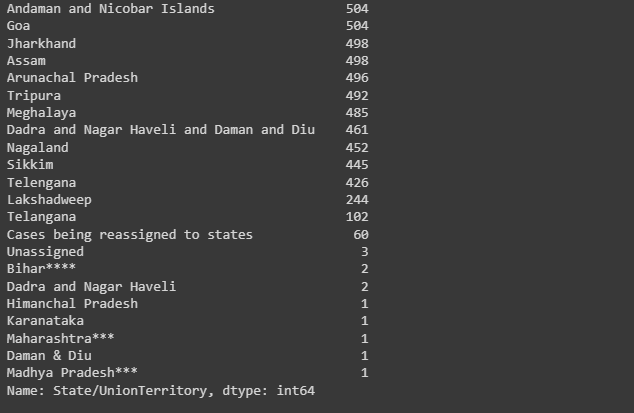 Andaman and Nicobar Islands 504
Goa 504
Jharkhand 498
Assam 498
Arunachal Pradesh 496
Tripura 492
Meghalaya 485
Dadra and Nagar Haveli and Daman and Diu 461
Nagaland 452
Sikkim 445
Telengana 426
Lakshadweep 244
Telangana 102
Cases being reassigned to states 60
Unassigned 3
Bihar**** 2
Dadra and Nagar Haveli 2
Himanchal Pradesh 1
Karanataka 1
Maharashtra*** 1
Daman & Diu 1
Madhya Pradesh*** 1
Name: State/UnionTerritory, dtype: int64